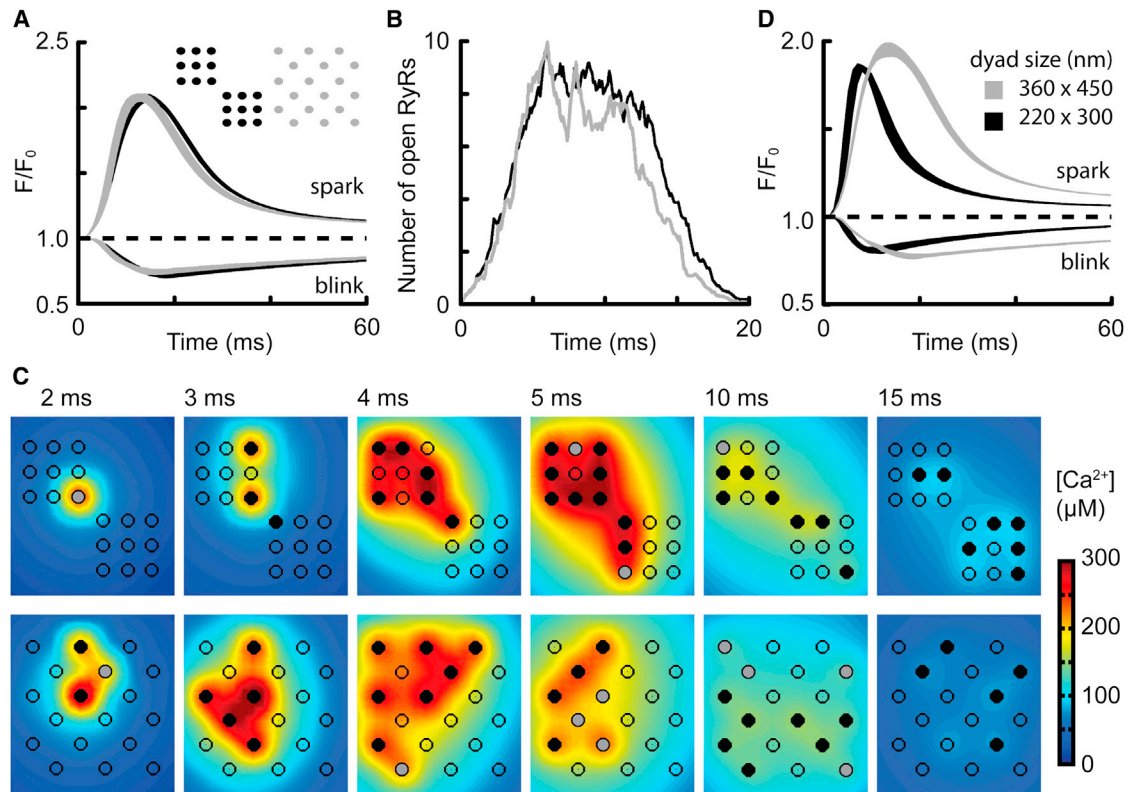 A
2.5
F/F0
1.0
0.5
spark
blink
0
60
Time (ms)
B
10
Number of open RyRs
0
0
20
Time (ms)
D
2.0
F/F0
1.0
0.5
dyad size (nm)
360 x 450
220 x 300
spark
blink
0
60
Time (ms)
C
2 ms
3 ms
4 ms
5 ms
10 ms
15 ms
[Ca2+]
(µM)
300
200
100
0